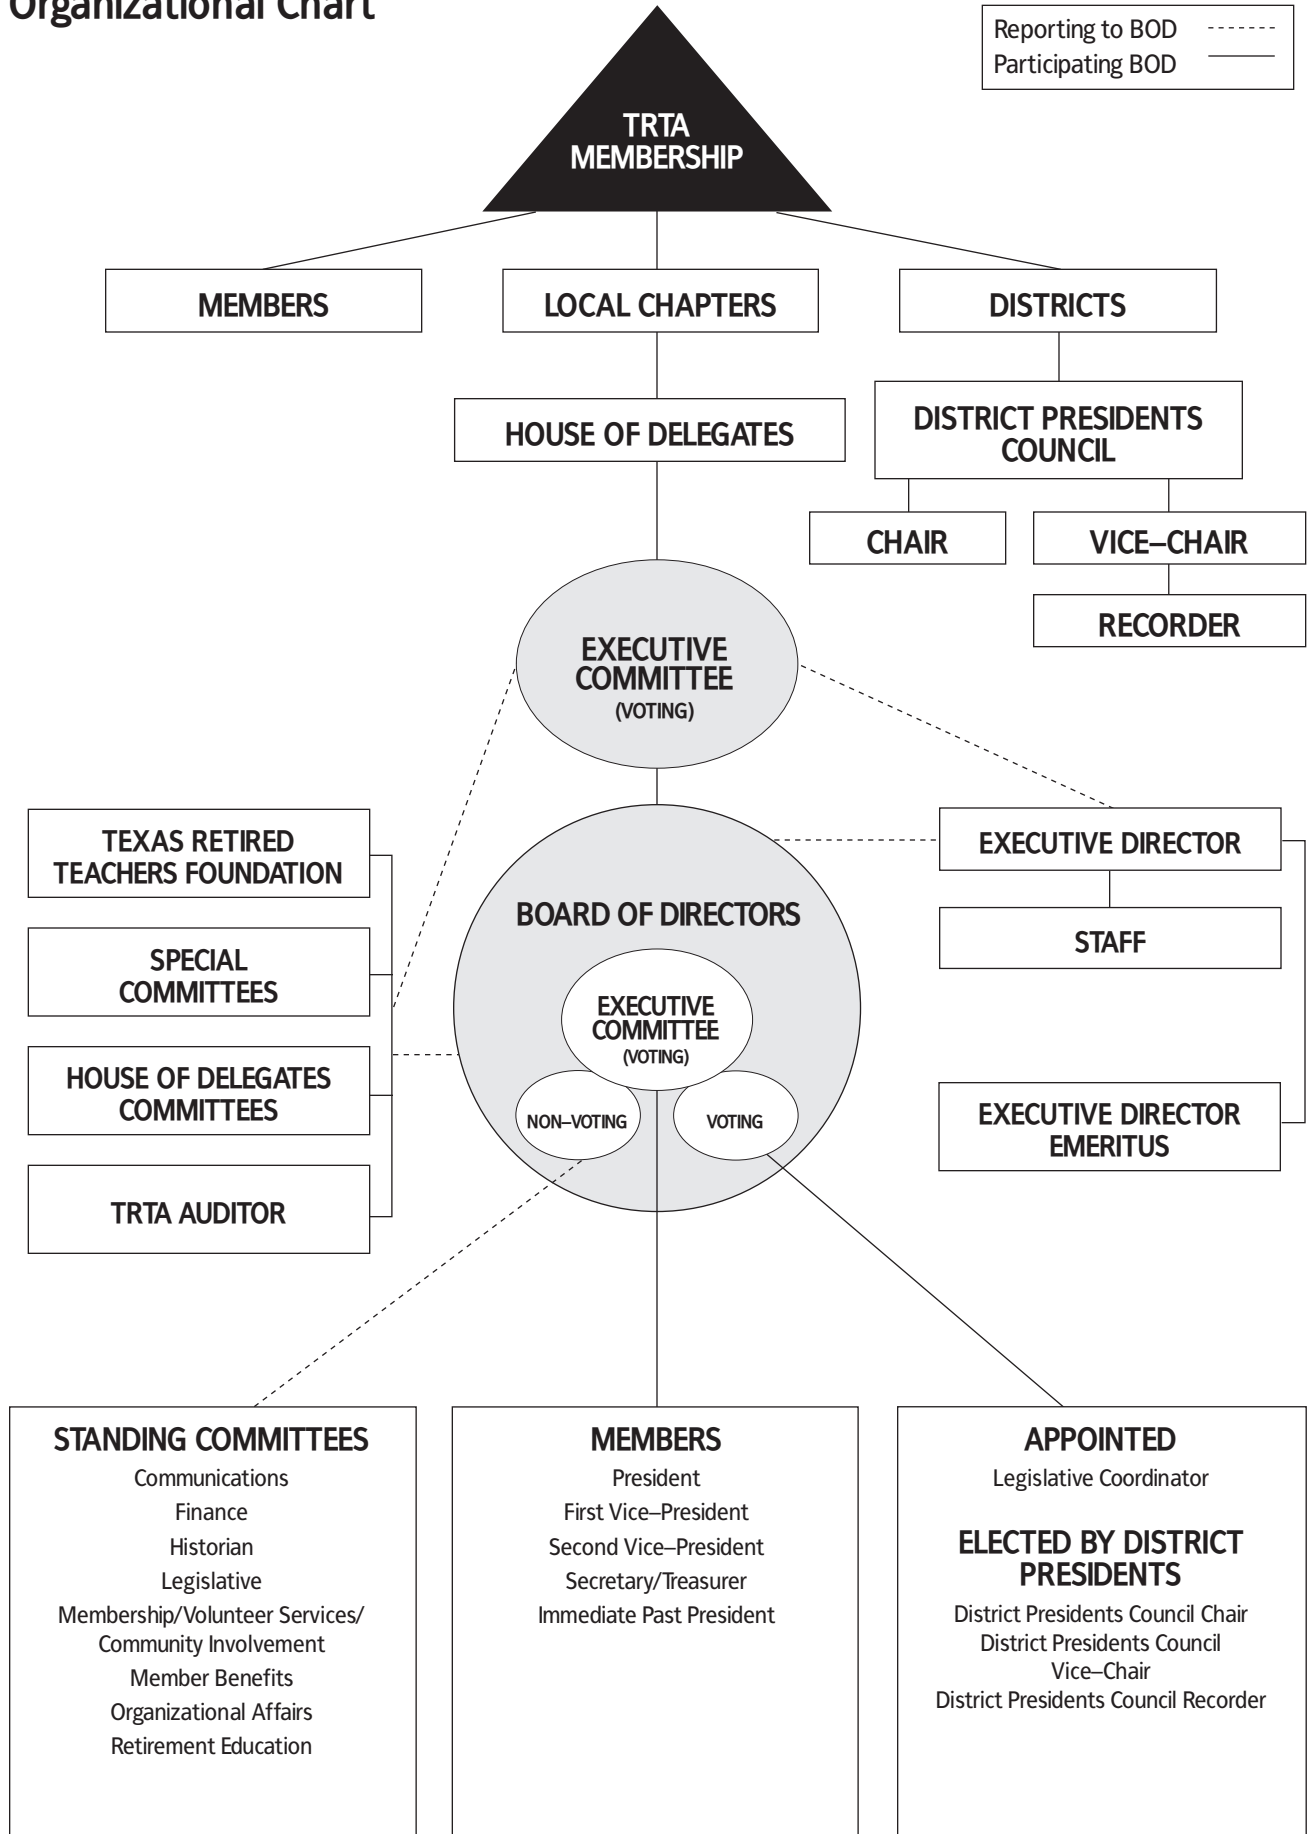 Organizational Chart
Reporting to BOD
Participating BOD
TRTA
MEMBERSHIP
MEMBERS
LOCAL CHAPTERS
DISTRICTS
HOUSE OF DELEGATES
DISTRICT PRESIDENTS
COUNCIL
CHAIR
VICE–CHAIR
RECORDER
EXECUTIVE
COMMITTEE
(VOTING)
TEXAS RETIRED
TEACHERS FOUNDATION
SPECIAL
COMMITTEES
HOUSE OF DELEGATES
COMMITTEES
TRTA AUDITOR
BOARD OF DIRECTORS
EXECUTIVE
COMMITTEE
(VOTING)
NON–VOTING
VOTING
EXECUTIVE DIRECTOR
STAFF
EXECUTIVE DIRECTOR
EMERITUS
STANDING COMMITTEES
Communications
Finance
Historian
Legislative
Membership/Volunteer Services/
Community Involvement
Member Benefits
Organizational Affairs
Retirement Education
MEMBERS
President
First Vice–President
Second Vice–President
Secretary/Treasurer
Immediate Past President
APPOINTED
Legislative Coordinator
ELECTED BY DISTRICT
PRESIDENTS
District Presidents Council Chair
District Presidents Council
Vice–Chair
District Presidents Council Recorder